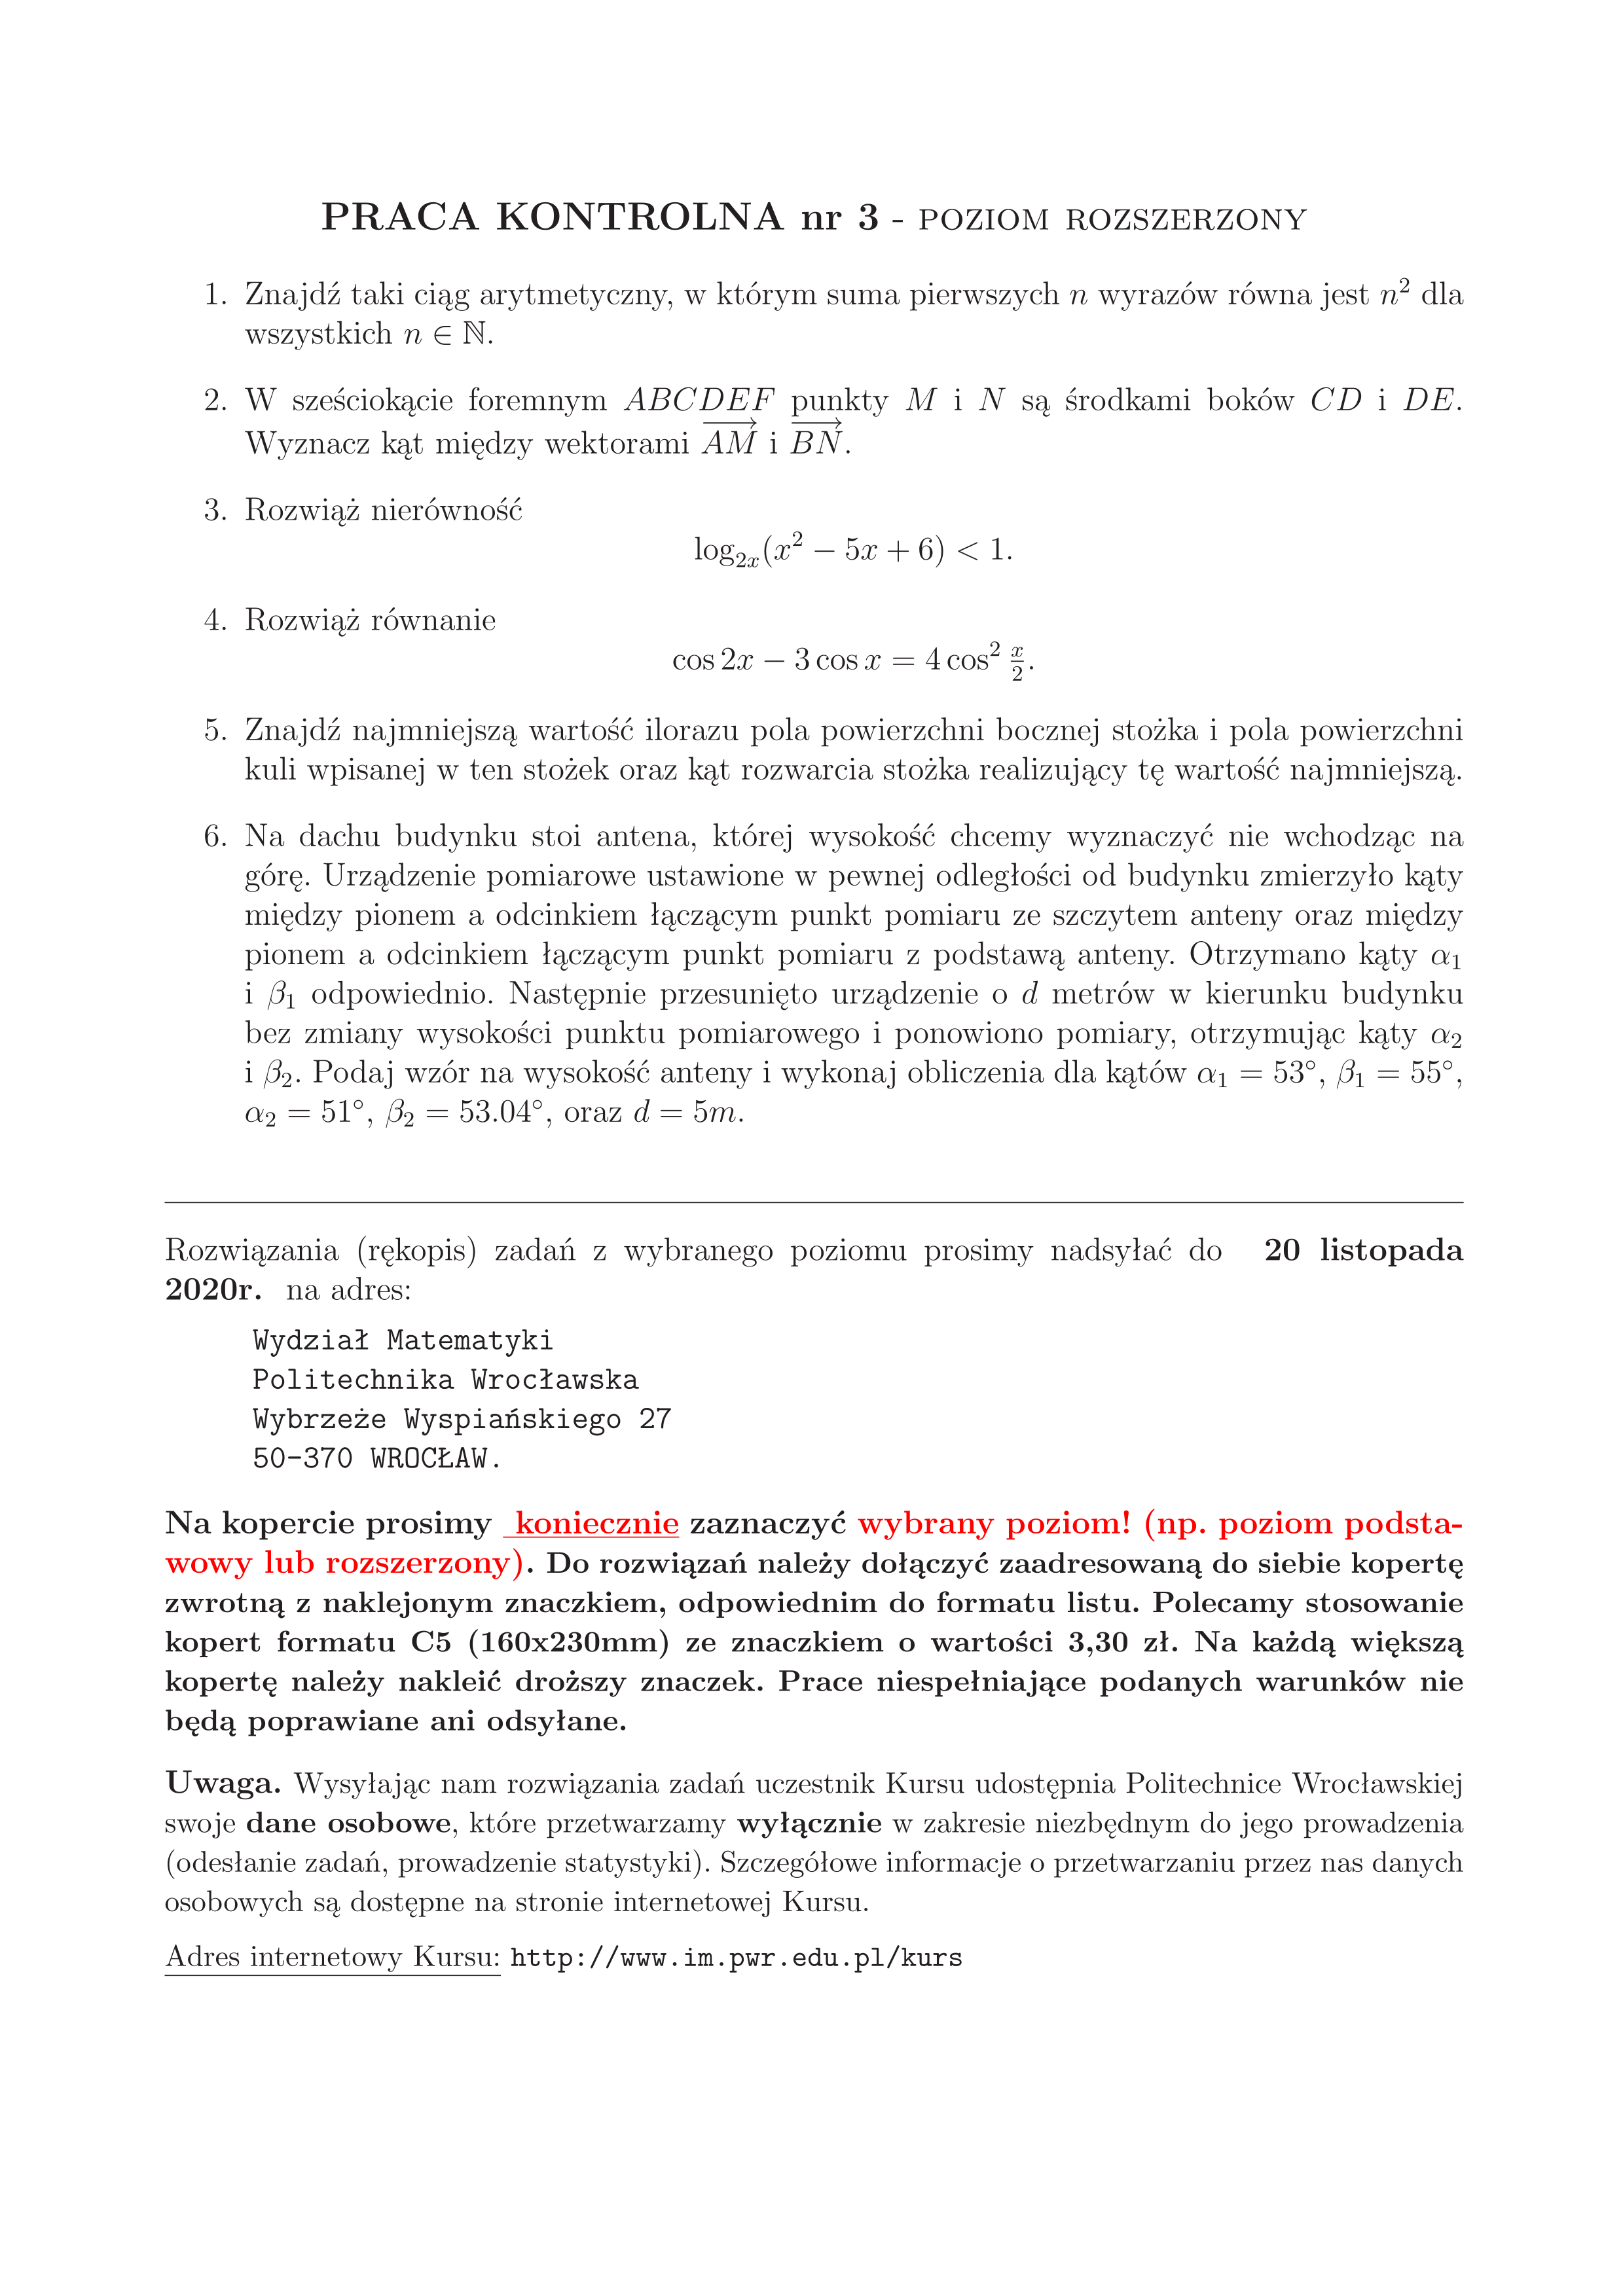 PRACA KONTROLNA nr 3 - POZIOM ROZSZERZONY
1. Znajdź taki ciąg arytmetyczny, w którym suma pierwszych n wyrazów równa jest n² dla
wszystkich n ∈ ℕ.
2. W sześciokącie foremnym ABCDEF punkty M i N są środkami boków CD i DE.
Wyznacz kąt między wektorami $\overrightarrow{AM}$ i $\overrightarrow{BN}$.
3. Rozwiąż nierówność
$\log_{2x}(x^2 - 5x + 6) < 1.$
4. Rozwiąż równanie
$\cos 2x - 3\cos x = 4\cos^2 \frac{x}{2}.$
5. Znajdź najmniejszą wartość ilorazu pola powierzchni bocznej stożka i pola powierzchni
kuli wpisanej w ten stożek oraz kąt rozwarcia stożka realizujący tę wartość najmniejszą.
6. Na dachu budynku stoi antena, której wysokość chcemy wyznaczyć nie wchodząc na
górę. Urządzenie pomiarowe ustawione w pewnej odległości od budynku zmierzyło kąty
między pionem a odcinkiem łączącym punkt pomiaru ze szczytem anteny oraz między
pionem a odcinkiem łączącym punkt pomiaru z podstawą anteny. Otrzymano kąty α₁
i β₁ odpowiednio. Następnie przesunięto urządzenie o d metrów w kierunku budynku
bez zmiany wysokości punktu pomiarowego i ponowiono pomiary, otrzymując kąty α₂
i β₂. Podaj wzór na wysokość anteny i wykonaj obliczenia dla kątów α₁ = 53°, β₁ = 55°,
α₂ = 51°, β₂ = 53.04°, oraz d = 5m.
Rozwiązania (rękopis) zadań z wybranego poziomu prosimy nadsyłać do 20 listopada
2020r. na adres:
Wydział Matematyki
Politechnika Wrocławska
Wybrzeże Wyspiańskiego 27
50-370 WROCŁAW.
Na kopercie prosimy koniecznie zaznaczyć wybrany poziom! (np. poziom podsta-
wowy lub rozszerzony). Do rozwiązań należy dołączyć zaadresowaną do siebie kopertę
zwrotną z naklejonym znaczkiem, odpowiednim do formatu listu. Polecamy stosowanie
kopert formatu C5 (160x230mm) ze znaczkiem o wartości 3,30 zł. Na każdą większą
kopertę należy nakleić droższy znaczek. Prace niespełniające podanych warunków nie
będą poprawiane ani odsyłane.
Uwaga. Wysyłając nam rozwiązania zadań uczestnik Kursu udostępnia Politechnice Wrocławskiej
swoje dane osobowe, które przetwarzamy wyłącznie w zakresie niezbędnym do jego prowadzenia
(odesłanie zadań, prowadzenie statystyki). Szczegółowe informacje o przetwarzaniu przez nas danych
osobowych są dostępne na stronie internetowej Kursu.
Adres internetowy Kursu: http://www.im.pwr.edu.pl/kurs